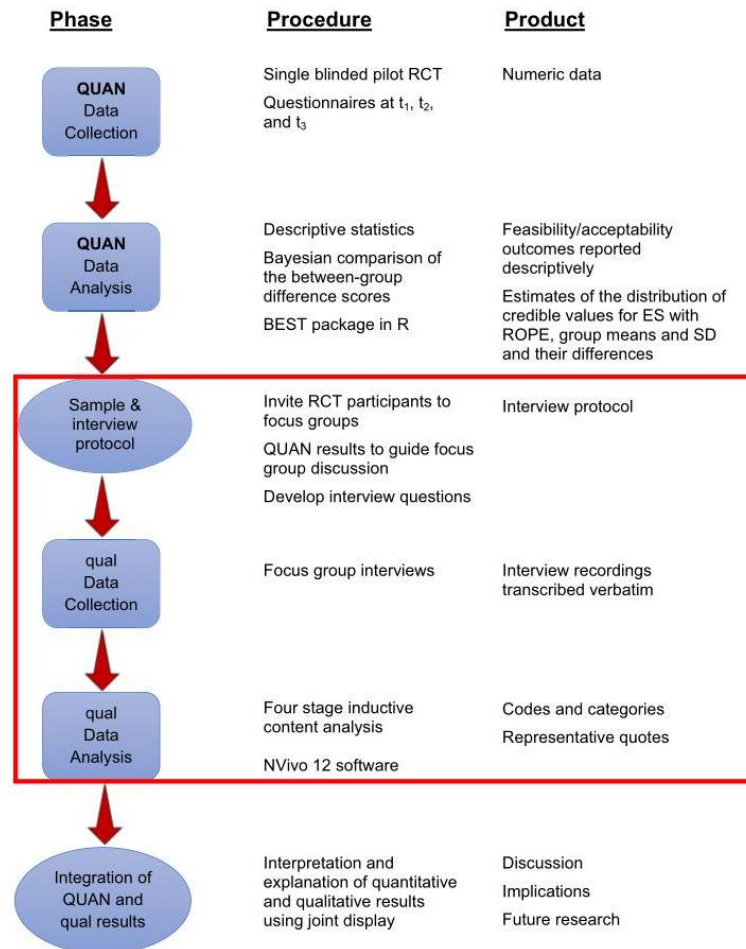 Phase Procedure Product
QUAN
Data
Collection
Single blinded pilot RCT
Questionnaires at t₁, t₂,
and t₃
Numeric data
QUAN
Data
Analysis
Descriptive statistics
Bayesian comparison of
the between-group
difference scores
BEST package in R
Feasibility/acceptability
outcomes reported
descriptively
Estimates of the distribution of
credible values for ES with
ROPE, group means and SD
and their differences
Sample &
interview
protocol
Invite RCT participants to
focus groups
QUAN results to guide focus
group discussion
Develop interview questions
Interview protocol
qual
Data
Collection
Focus group interviews
Interview recordings
transcribed verbatim
qual
Data
Analysis
Four stage inductive
content analysis
NVivo 12 software
Codes and categories
Representative quotes
Integration of
QUAN and
qual results
Interpretation and
explanation of quantitative
and qualitative results
using joint display
Discussion
Implications
Future research